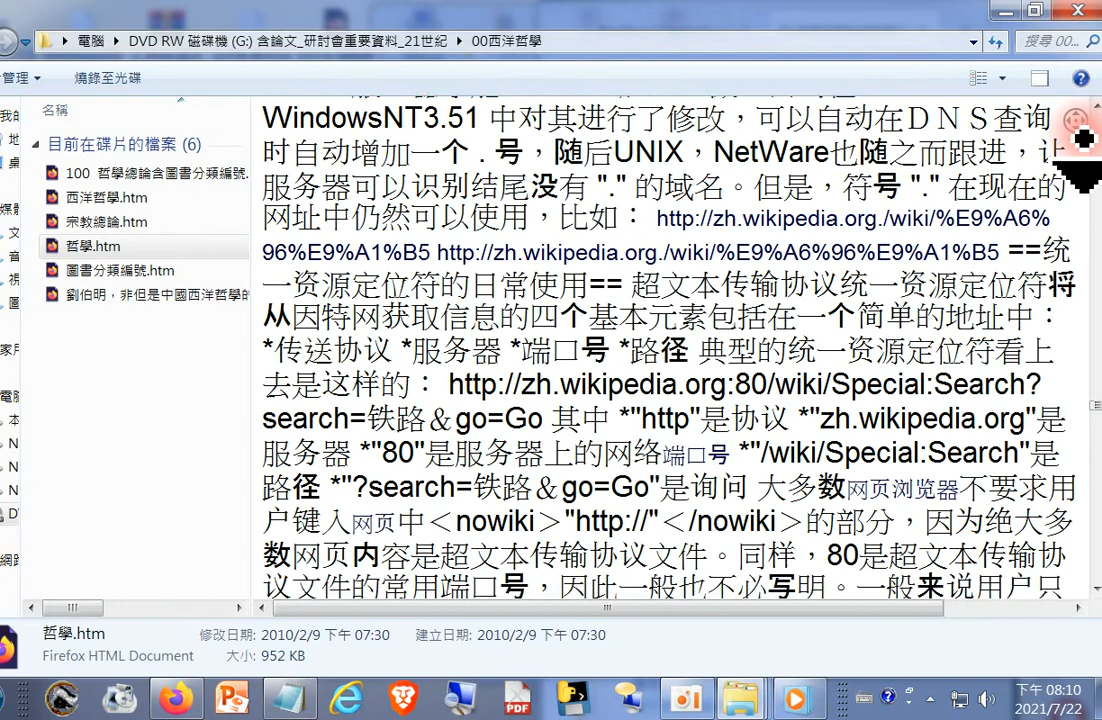 電腦 ▸ DVD RW 磁碟機 (G:) 含論文_研討會重要資料_21世紀 ▸ 00西洋哲學
搜尋 00...
管理
燒錄至光碟
名稱
目前在碟片的檔案 (6)
100 哲學總論含圖書分類編號.
西洋哲學.htm
宗教總論.htm
哲學.htm
圖書分類編號.htm
劉伯明，非但是中國西洋哲學的
WindowsNT3.51 中对其进行了修改，可以自动在ＤＮＳ查询
时自动增加一个 . 号，随后UNIX，NetWare也随之而跟进，让
服务器可以识别结尾没有 "." 的域名。但是，符号 "." 在现在的
网址中仍然可以使用，比如： http://zh.wikipedia.org./wiki/%E9%A6%
96%E9%A1%B5 http://zh.wikipedia.org./wiki/%E9%A6%96%E9%A1%B5 ==统
一资源定位符的日常使用== 超文本传输协议统一资源定位符将
从因特网获取信息的四个基本元素包括在一个简单的地址中：
*传送协议 *服务器 *端口号 *路径 典型的统一资源定位符看上
去是这样的： http://zh.wikipedia.org:80/wiki/Special:Search?
search=铁路＆go=Go 其中 *"http"是协议 *"zh.wikipedia.org"是
服务器 *"80"是服务器上的网络端口号 *"/wiki/Special:Search"是
路径 *"?search=铁路＆go=Go"是询问 大多数网页浏览器不要求用
户键入网页中＜nowiki＞"http://"＜/nowiki＞的部分，因为绝大多
数网页内容是超文本传输协议文件。同样，80是超文本传输协
议文件的常用端口号，因此一般也不必写明。一般来说用户只
哲學.htm
修改日期: 2010/2/9 下午 07:30
建立日期: 2010/2/9 下午 07:30
Firefox HTML Document
大小: 952 KB
下午 08:10
2021/7/22